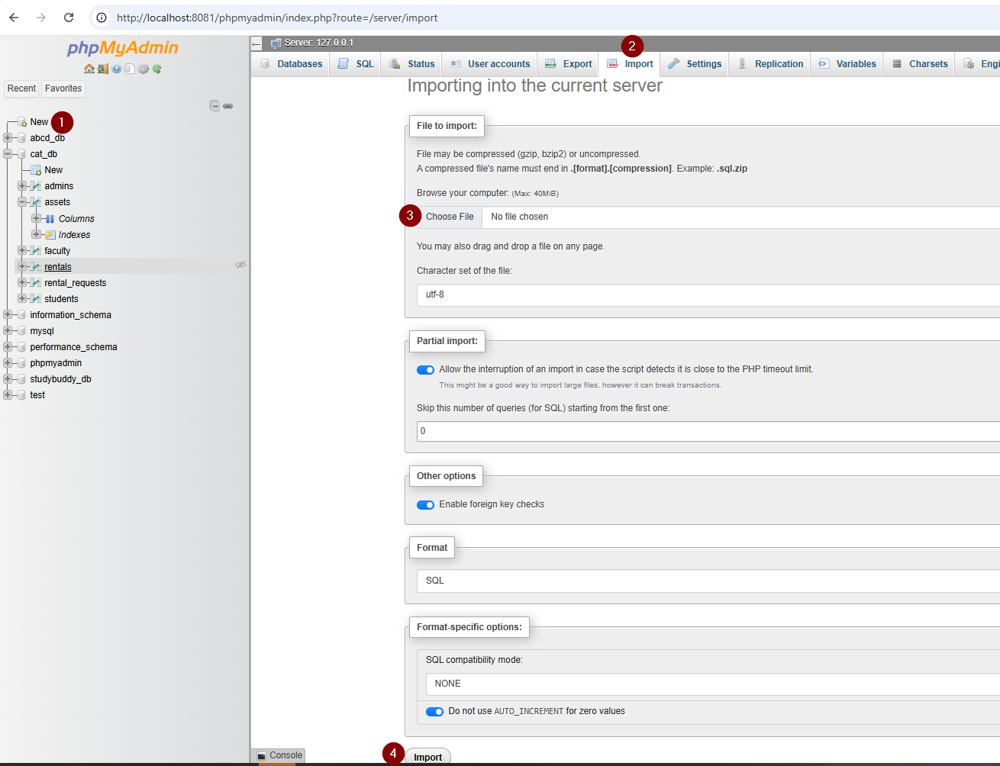 http://localhost:8081/phpmyadmin/index.php?route=/server/import
phpMyAdmin
Recent Favorites
New 1
abcd_db
cat_db
New
admins
assets
Columns
Indexes
faculty
rentals
rental_requests
students
information_schema
mysql
performance_schema
phpmyadmin
studybuddy_db
test
Server: 127.0.0.1
2
Databases SQL Status User accounts Export Import Settings Replication Variables Charsets Engi
Importing into the current server
File to import:
File may be compressed (gzip, bzip2) or uncompressed.
A compressed file's name must end in .[format].[compression]. Example: .sql.zip
Browse your computer: (Max: 40MiB)
3 Choose File No file chosen
You may also drag and drop a file on any page.
Character set of the file:
utf-8
Partial import:
Allow the interruption of an import in case the script detects it is close to the PHP timeout limit.
This might be a good way to import large files, however it can break transactions.
Skip this number of queries (for SQL) starting from the first one:
0
Other options
Enable foreign key checks
Format
SQL
Format-specific options:
SQL compatibility mode:
NONE
Do not use AUTO_INCREMENT for zero values
4 Import
Console